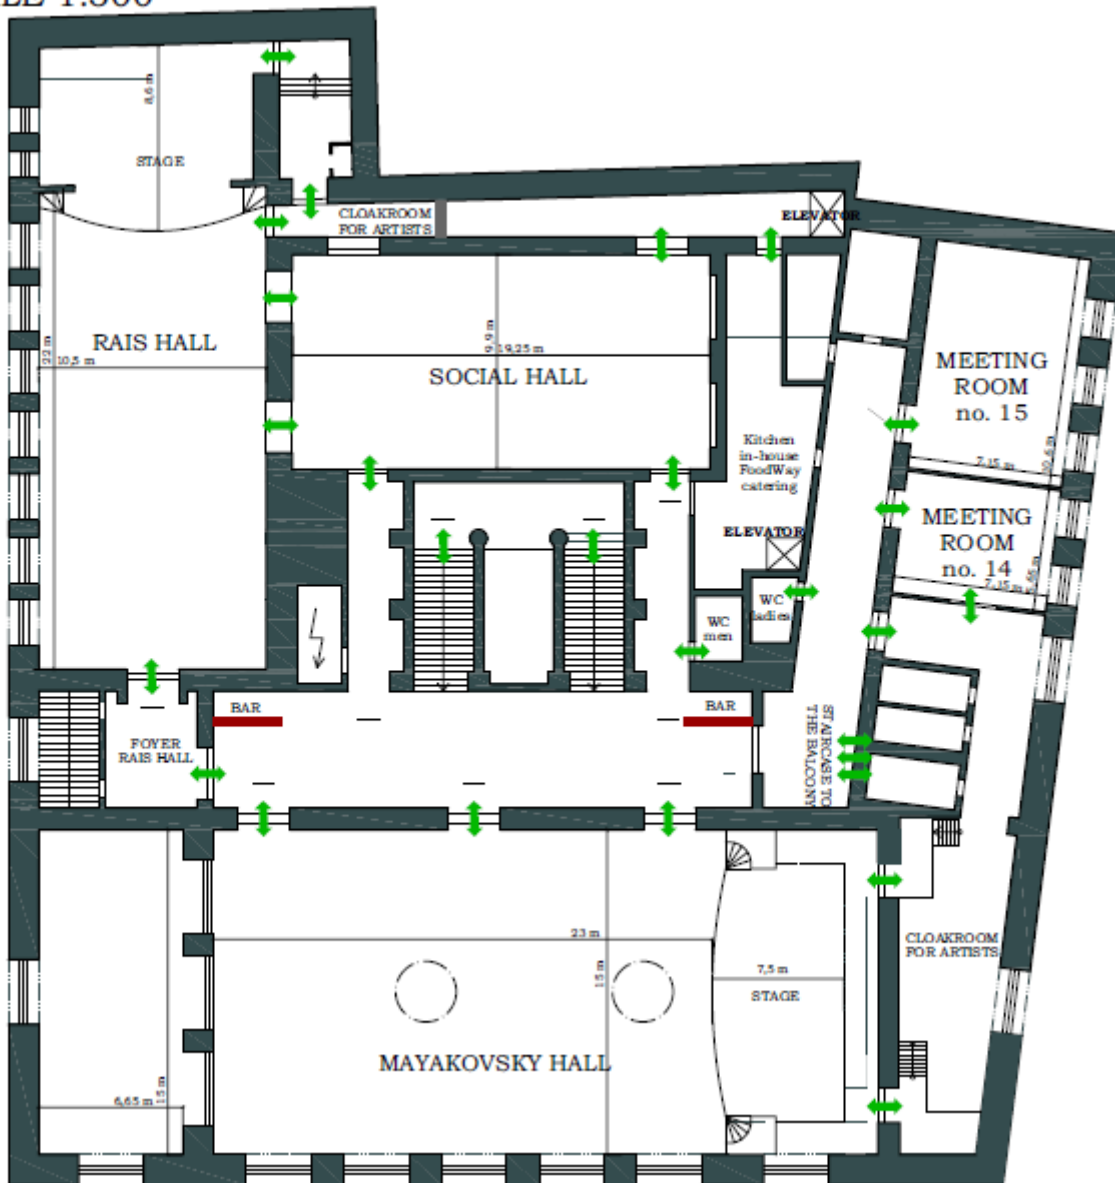 8,6 m
STAGE
CLOAKROOM
FOR ARTISTS
ELEVATOR
RAIS HALL
22 m
10,5 m
9,9 m
19,25 m
SOCIAL HALL
MEETING
ROOM
no. 15
7,15 m
10,6 m
Kitchen
in-house
FoodWay
catering
ELEVATOR
MEETING
ROOM
no. 14
7,15 m
WC
ladies
WC
men
BAR
BAR
FOYER
RAIS HALL
STAIRCASE TO
THE BALCONY
23 m
15 m
7,5 m
STAGE
CLOAKROOM
FOR ARTISTS
MAYAKOVSKY HALL
6,65 m
15 m